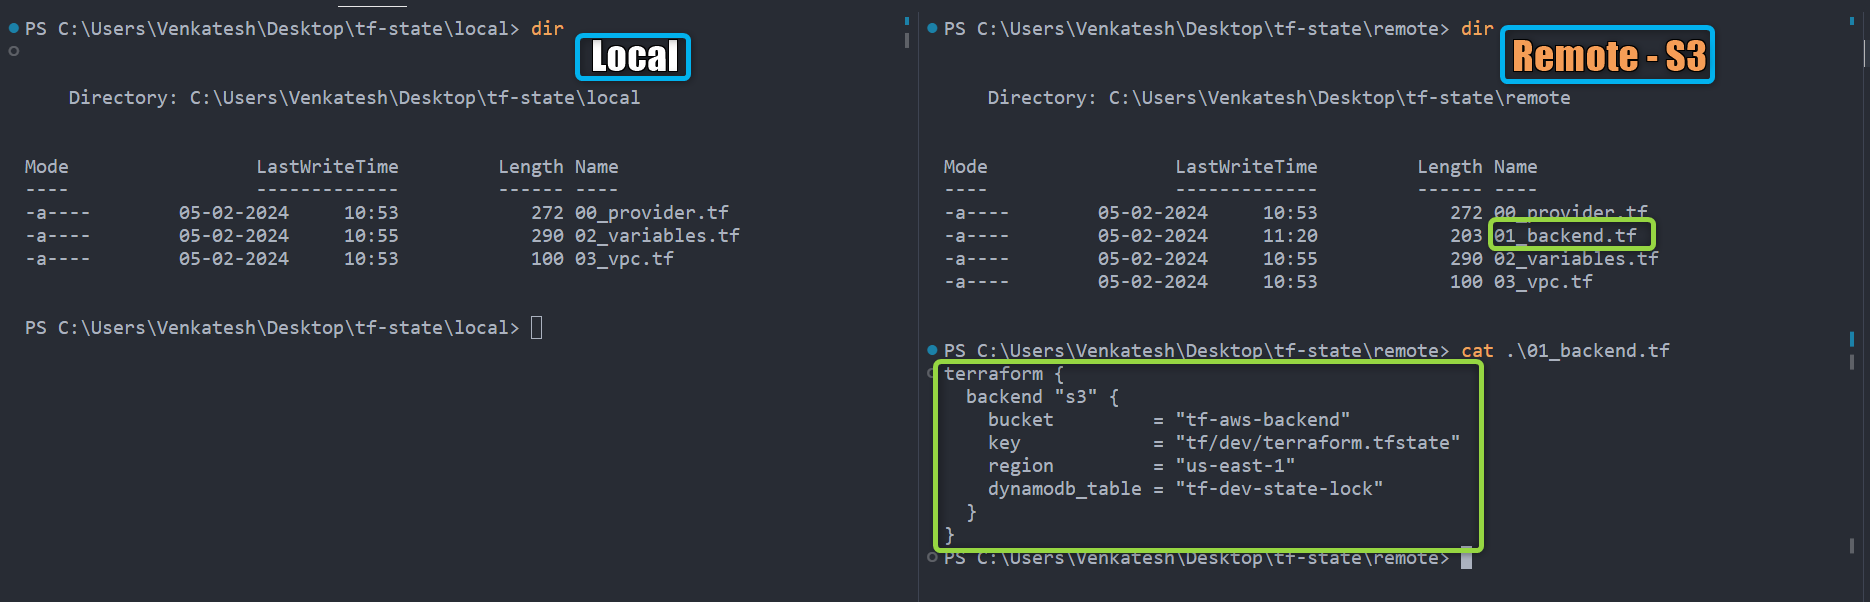 PS C:\Users\Venkatesh\Desktop\tf-state\local> dir
Local
Directory: C:\Users\Venkatesh\Desktop\tf-state\local
Mode LastWriteTime Length Name
---- ------------- ------ ----
-a---- 05-02-2024 10:53 272 00_provider.tf
-a---- 05-02-2024 10:55 290 02_variables.tf
-a---- 05-02-2024 10:53 100 03_vpc.tf
PS C:\Users\Venkatesh\Desktop\tf-state\local>
PS C:\Users\Venkatesh\Desktop\tf-state\remote> dir
Remote - S3
Directory: C:\Users\Venkatesh\Desktop\tf-state\remote
Mode LastWriteTime Length Name
---- ------------- ------ ----
-a---- 05-02-2024 10:53 272 00_provider.tf
-a---- 05-02-2024 11:20 203 01_backend.tf
-a---- 05-02-2024 10:55 290 02_variables.tf
-a---- 05-02-2024 10:53 100 03_vpc.tf
PS C:\Users\Venkatesh\Desktop\tf-state\remote> cat .\01_backend.tf
terraform {
backend "s3" {
bucket = "tf-aws-backend"
key = "tf/dev/terraform.tfstate"
region = "us-east-1"
dynamodb_table = "tf-dev-state-lock"
}
}
PS C:\Users\Venkatesh\Desktop\tf-state\remote>